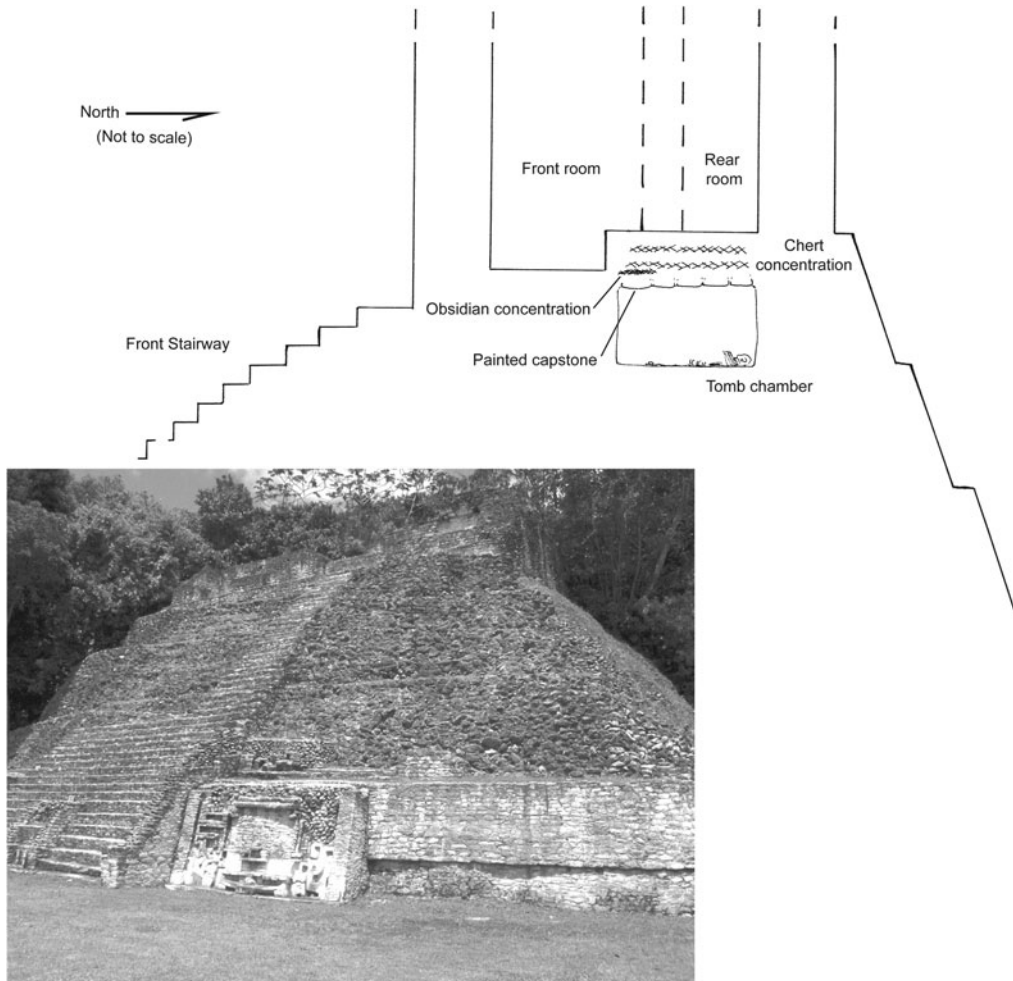 North
(Not to scale)
Front room
Rear
room
Chert
concentration
Obsidian concentration
Front Stairway
Painted capstone
Tomb chamber